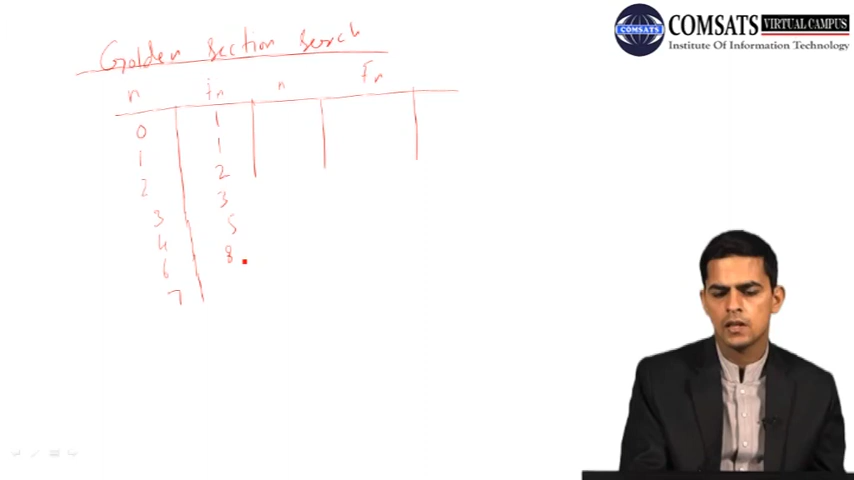 COMSATS VIRTUAL CAMPUS
Institute Of Information Technology
COMSATS
Golden Section Serch
n fn n Fn
0 1
1 1
2 2
3 3
4 5
6 8
7